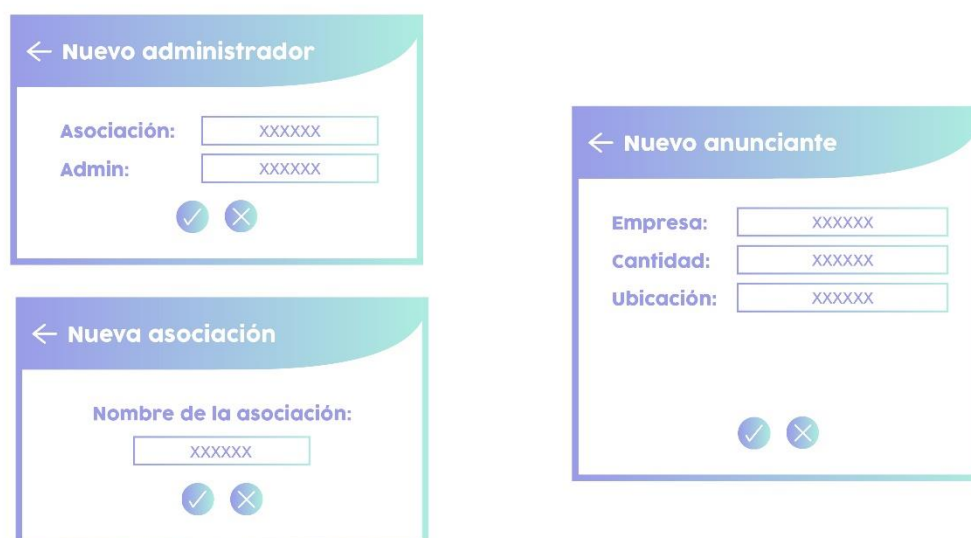 Nuevo administrador
Asociación: XXXXXX
Admin: XXXXXX
Nueva asociación
Nombre de la asociación:
XXXXXX
Nuevo anunciante
Empresa: XXXXXX
Cantidad: XXXXXX
Ubicación: XXXXXX